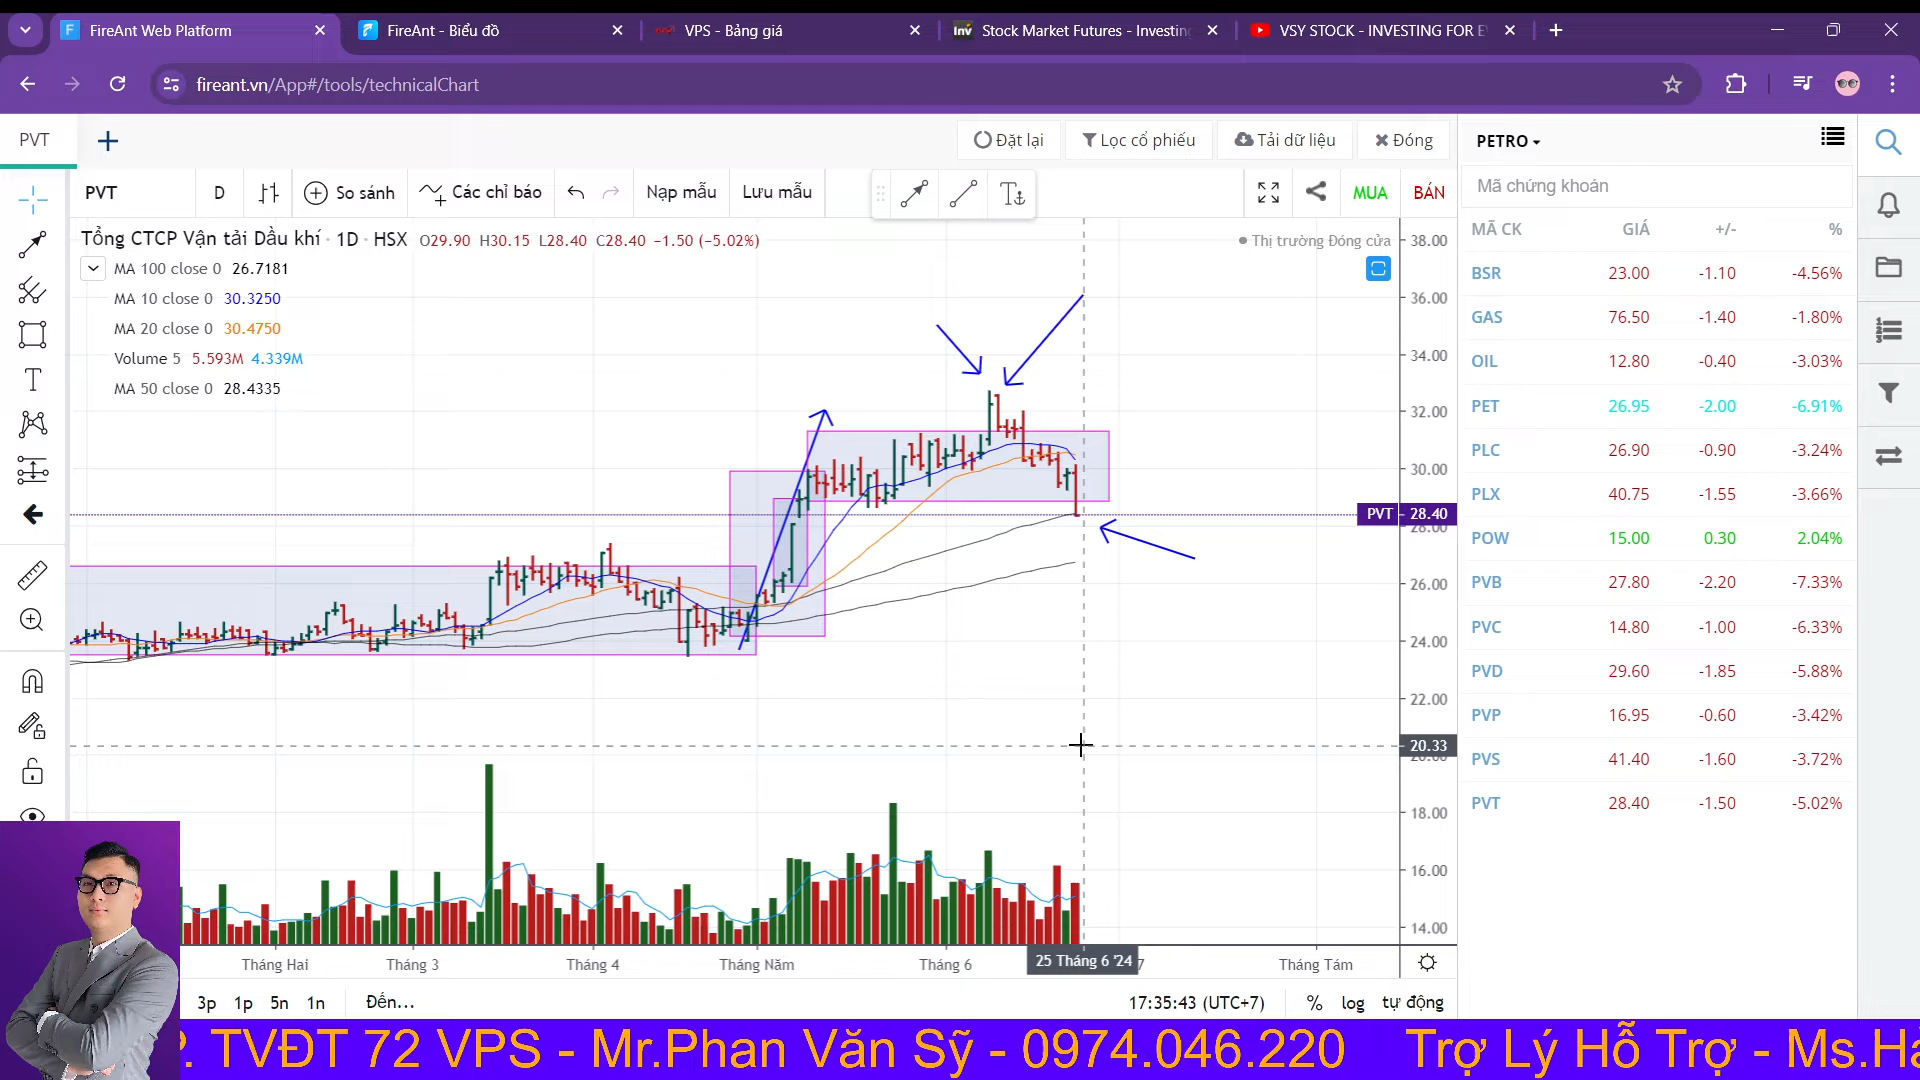 FireAnt Web Platform
FireAnt - Biểu đồ
VPS - Bảng giá
Stock Market Futures - Investing
VSY STOCK - INVESTING FOR E
fireant.vn/App#/tools/technicalChart
PVT
Đặt lại
Lọc cổ phiếu
Tải dữ liệu
Đóng
PETRO
PVT
D
So sánh
Các chỉ báo
Nạp mẫu
Lưu mẫu
MUA
BÁN
Mã chứng khoán
Tổng CTCP Vận tải Dầu khí · 1D · HSX O29.90 H30.15 L28.40 C28.40 −1.50 (−5.02%)
Thị trường Đóng cửa
MA 100 close 0 26.7181
MA 10 close 0 30.3250
MA 20 close 0 30.4750
Volume 5 5.593M 4.339M
MA 50 close 0 28.4335
38.00
36.00
34.00
32.00
30.00
PVT 28.40
28.00
26.00
24.00
22.00
20.33
20.00
18.00
16.00
14.00
MÃ CK GIÁ +/- %
BSR 23.00 -1.10 -4.56%
GAS 76.50 -1.40 -1.80%
OIL 12.80 -0.40 -3.03%
PET 26.95 -2.00 -6.91%
PLC 26.90 -0.90 -3.24%
PLX 40.75 -1.55 -3.66%
POW 15.00 0.30 2.04%
PVB 27.80 -2.20 -7.33%
PVC 14.80 -1.00 -6.33%
PVD 29.60 -1.85 -5.88%
PVP 16.95 -0.60 -3.42%
PVS 41.40 -1.60 -3.72%
PVT 28.40 -1.50 -5.02%
Tháng Hai
Tháng 3
Tháng 4
Tháng Năm
Tháng 6
25 Tháng 6 '24
7
Tháng Tám
3p 1p 5n 1n Đến...
17:35:43 (UTC+7) % log tự động
P. TVĐT 72 VPS - Mr.Phan Văn Sỹ - 0974.046.220 Trợ Lý Hỗ Trợ - Ms.Hà